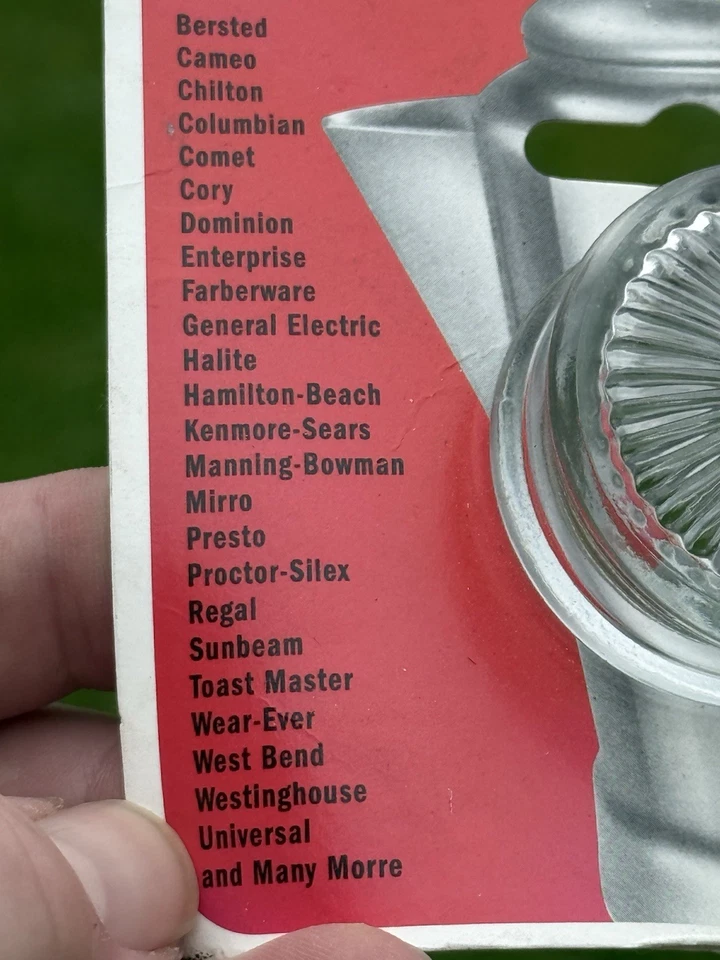 Bersted
Cameo
Chilton
Columbian
Comet
Cory
Dominion
Enterprise
Farberware
General Electric
Halite
Hamilton-Beach
Kenmore-Sears
Manning-Bowman
Mirro
Presto
Proctor-Silex
Regal
Sunbeam
Toast Master
Wear-Ever
West Bend
Westinghouse
Universal
and Many Morre